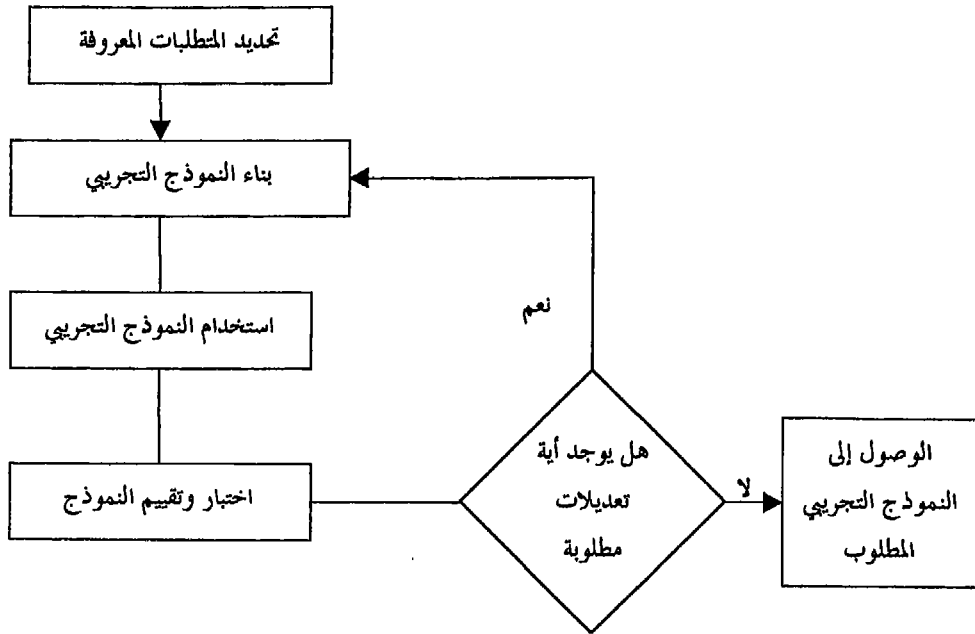 تحديد المتطلبات المعروفة
بناء النموذج التجريبي
نعم
استخدام النموذج التجريبي
هل يوجد أية
تعديلات
مطلوبة
لا
الوصول إلى
النموذج التجريبي
المطلوب
اختبار وتقييم النموذج